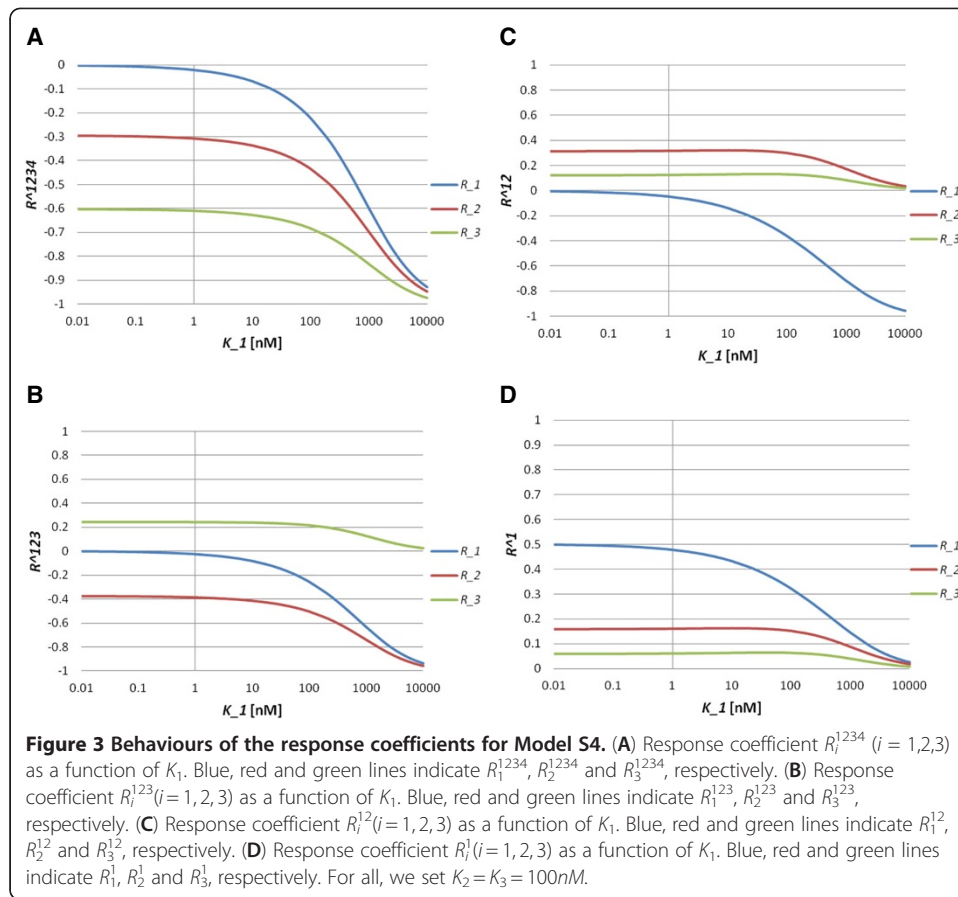 A
0
-0.1
-0.2
-0.3
-0.4
-0.5
-0.6
-0.7
-0.8
-0.9
-1
R^1234
0.01 0.1 1 10 100 1000 10000
K_1 [nM]
R_1
R_2
R_3
C
1
0.8
0.6
0.4
0.2
0
-0.2
-0.4
-0.6
-0.8
-1
R^12
0.01 0.1 1 10 100 1000 10000
K_1 [nM]
R_1
R_2
R_3
B
1
0.8
0.6
0.4
0.2
0
-0.2
-0.4
-0.6
-0.8
-1
R^123
0.01 0.1 1 10 100 1000 10000
K_1 [nM]
R_1
R_2
R_3
D
1
0.9
0.8
0.7
0.6
0.5
0.4
0.3
0.2
0.1
0
R^1
0.01 0.1 1 10 100 1000 10000
K_1 [nM]
R_1
R_2
R_3
Figure 3 Behaviours of the response coefficients for Model S4. (A) Response coefficient R_i^1234 (i = 1,2,3)
as a function of K₁. Blue, red and green lines indicate R_1^1234, R_2^1234 and R_3^1234, respectively. (B) Response
coefficient R_i^123(i = 1, 2, 3) as a function of K₁. Blue, red and green lines indicate R_1^123, R_2^123 and R_3^123,
respectively. (C) Response coefficient R_i^12(i = 1, 2, 3) as a function of K₁. Blue, red and green lines indicate R_1^12,
R_2^12 and R_3^12, respectively. (D) Response coefficient R_i^1(i = 1, 2, 3) as a function of K₁. Blue, red and green lines
indicate R_1^1, R_2^1 and R_3^1, respectively. For all, we set K₂ = K₃ = 100nM.